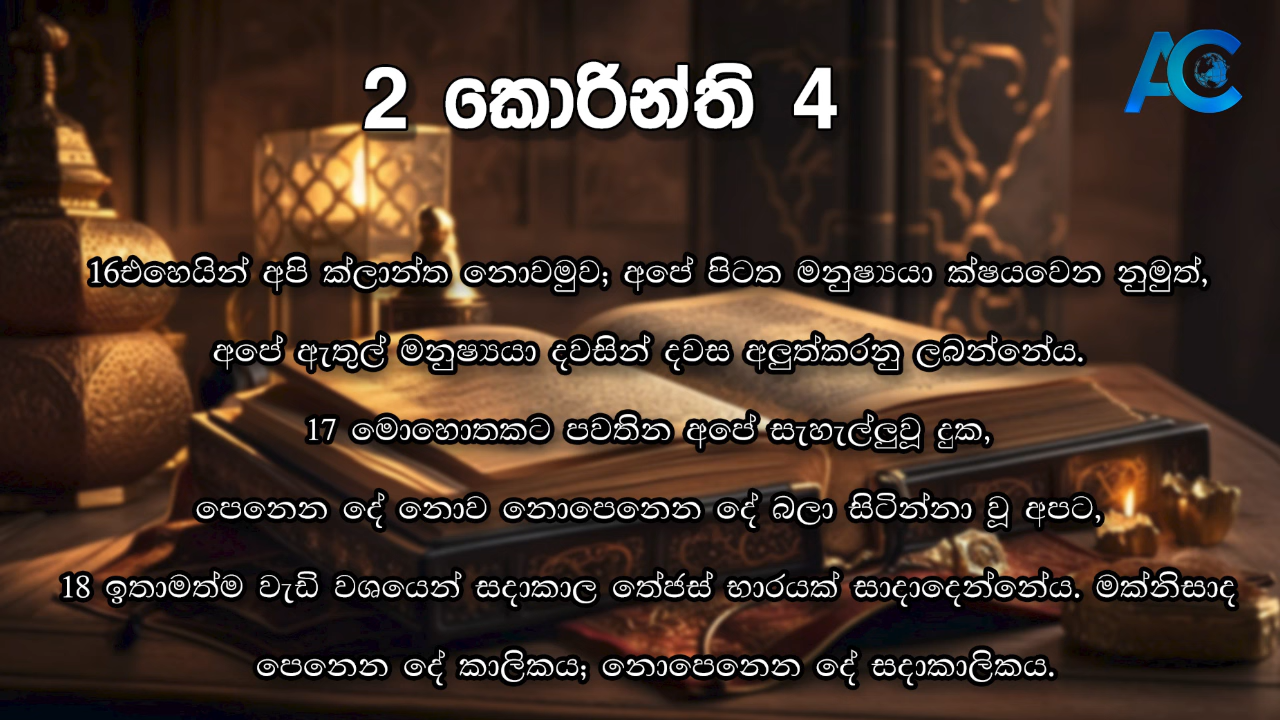 AC
2 කොරින්ති 4
16එහෙයින් අපි ක්ලාන්ත නොවමුව; අපේ පිටත මනුෂ්‍යයා ක්ෂයවෙන නුමුත්,
අපේ ඇතුල් මනුෂ්‍යයා දවසින් දවස අලුත්කරනු ලබන්නේය.
17 මොහොතකට පවතින අපේ සැහැල්ලුවූ දුක,
පෙනෙන දේ නොව නොපෙනෙන දේ බලා සිටින්නා වූ අපට,
18 ඉතාමත්ම වැඩි වශයෙන් සදාකාල තේජස් භාරයක් සාදාදෙන්නේය. මක්නිසාද
පෙනෙන දේ කාලිකය; නොපෙනෙන දේ සදාකාලිකය.